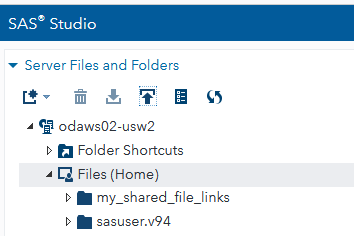 SAS® Studio
Server Files and Folders
odaws02-usw2
Folder Shortcuts
Files (Home)
my_shared_file_links
sasuser.v94